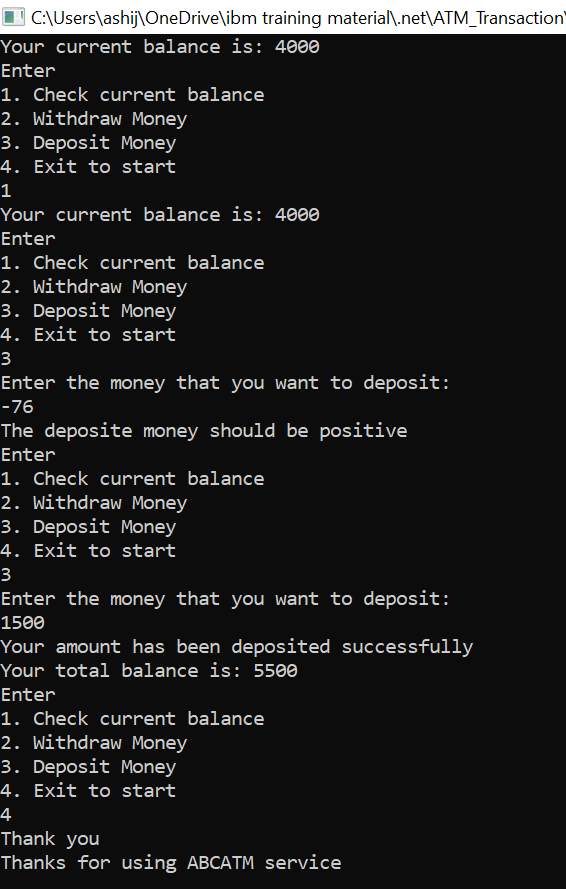 C:\Users\ashij\OneDrive\ibm training material\.net\ATM_Transaction\
Your current balance is: 4000
Enter
1. Check current balance
2. Withdraw Money
3. Deposit Money
4. Exit to start
1
Your current balance is: 4000
Enter
1. Check current balance
2. Withdraw Money
3. Deposit Money
4. Exit to start
3
Enter the money that you want to deposit:
-76
The deposite money should be positive
Enter
1. Check current balance
2. Withdraw Money
3. Deposit Money
4. Exit to start
3
Enter the money that you want to deposit:
1500
Your amount has been deposited successfully
Your total balance is: 5500
Enter
1. Check current balance
2. Withdraw Money
3. Deposit Money
4. Exit to start
4
Thank you
Thanks for using ABCATM service